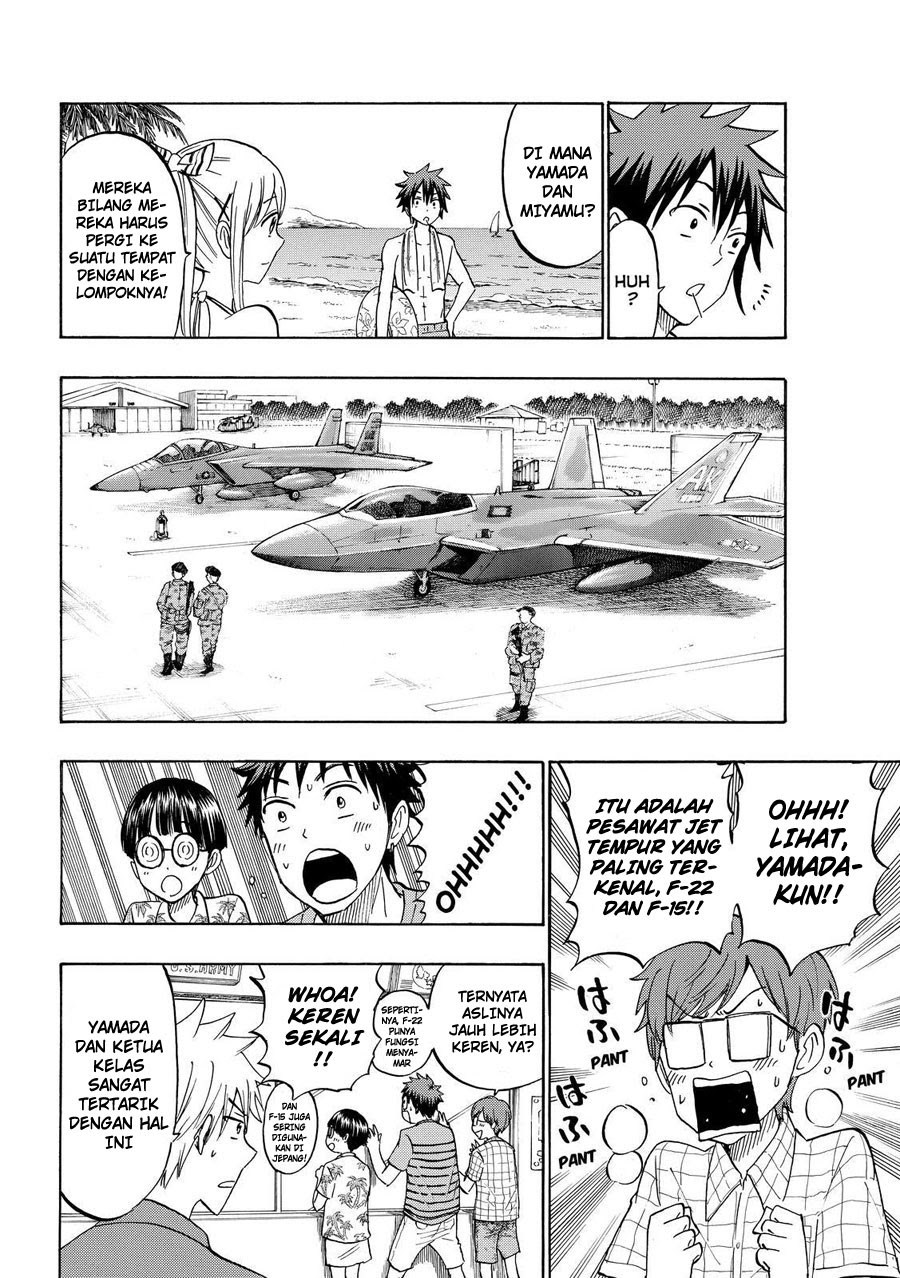 HUH
?
DI MANA
YAMADA
DAN
MIYAMU?
MEREKA
BILANG ME-
REKA HARUS
PERGI KE
SUATU TEMPAT
DENGAN KE-
LOMPOKNYA!
AK
OHHH!
LIHAT,
YAMADA-
KUN!!
ITU ADALAH
PESAWAT JET
TEMPUR YANG
PALING TER-
KENAL, F-22
DAN F-15!!
はふ
PANT
はふ
PANT
はふ
PANT
OHHHHH!!!
TERNYATA
ASLINYA
JAUH LEBIH
KEREN, YA?
SEPERTI-
NYA, F-22
PUNYA
FUNGSI
MENYA-
MAR
WHOA!
KEREN
SEKALI
!!
DAN
F-15 JUGA
SERING
DIGUNA-
KAN DI
JEPANG!
U.S.ARMY
YAMADA
DAN KETUA
KELAS
SANGAT
TERTARIK
DENGAN HAL
INI